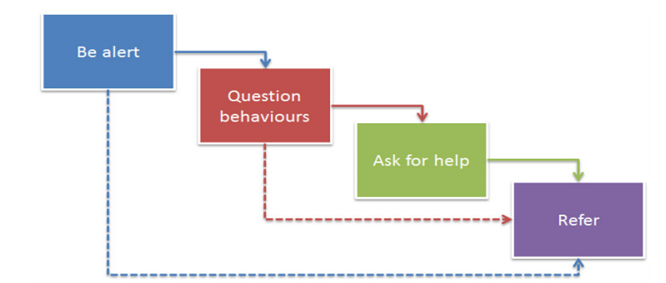 Be alert
Question
behaviours
Ask for help
Refer